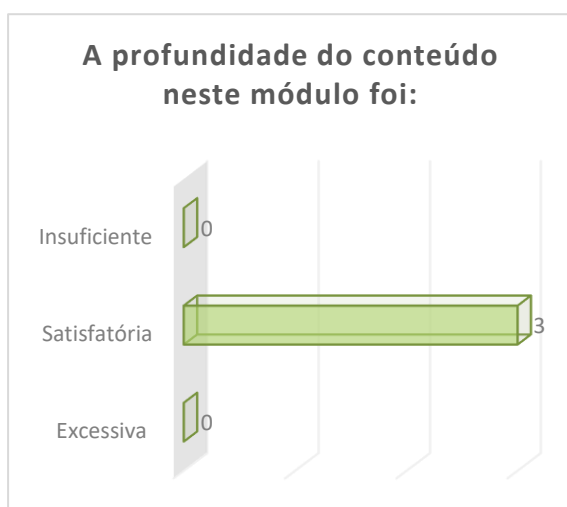 A profundidade do conteúdo
neste módulo foi:
Insuficiente 0
Satisfatória 3
Excessiva 0